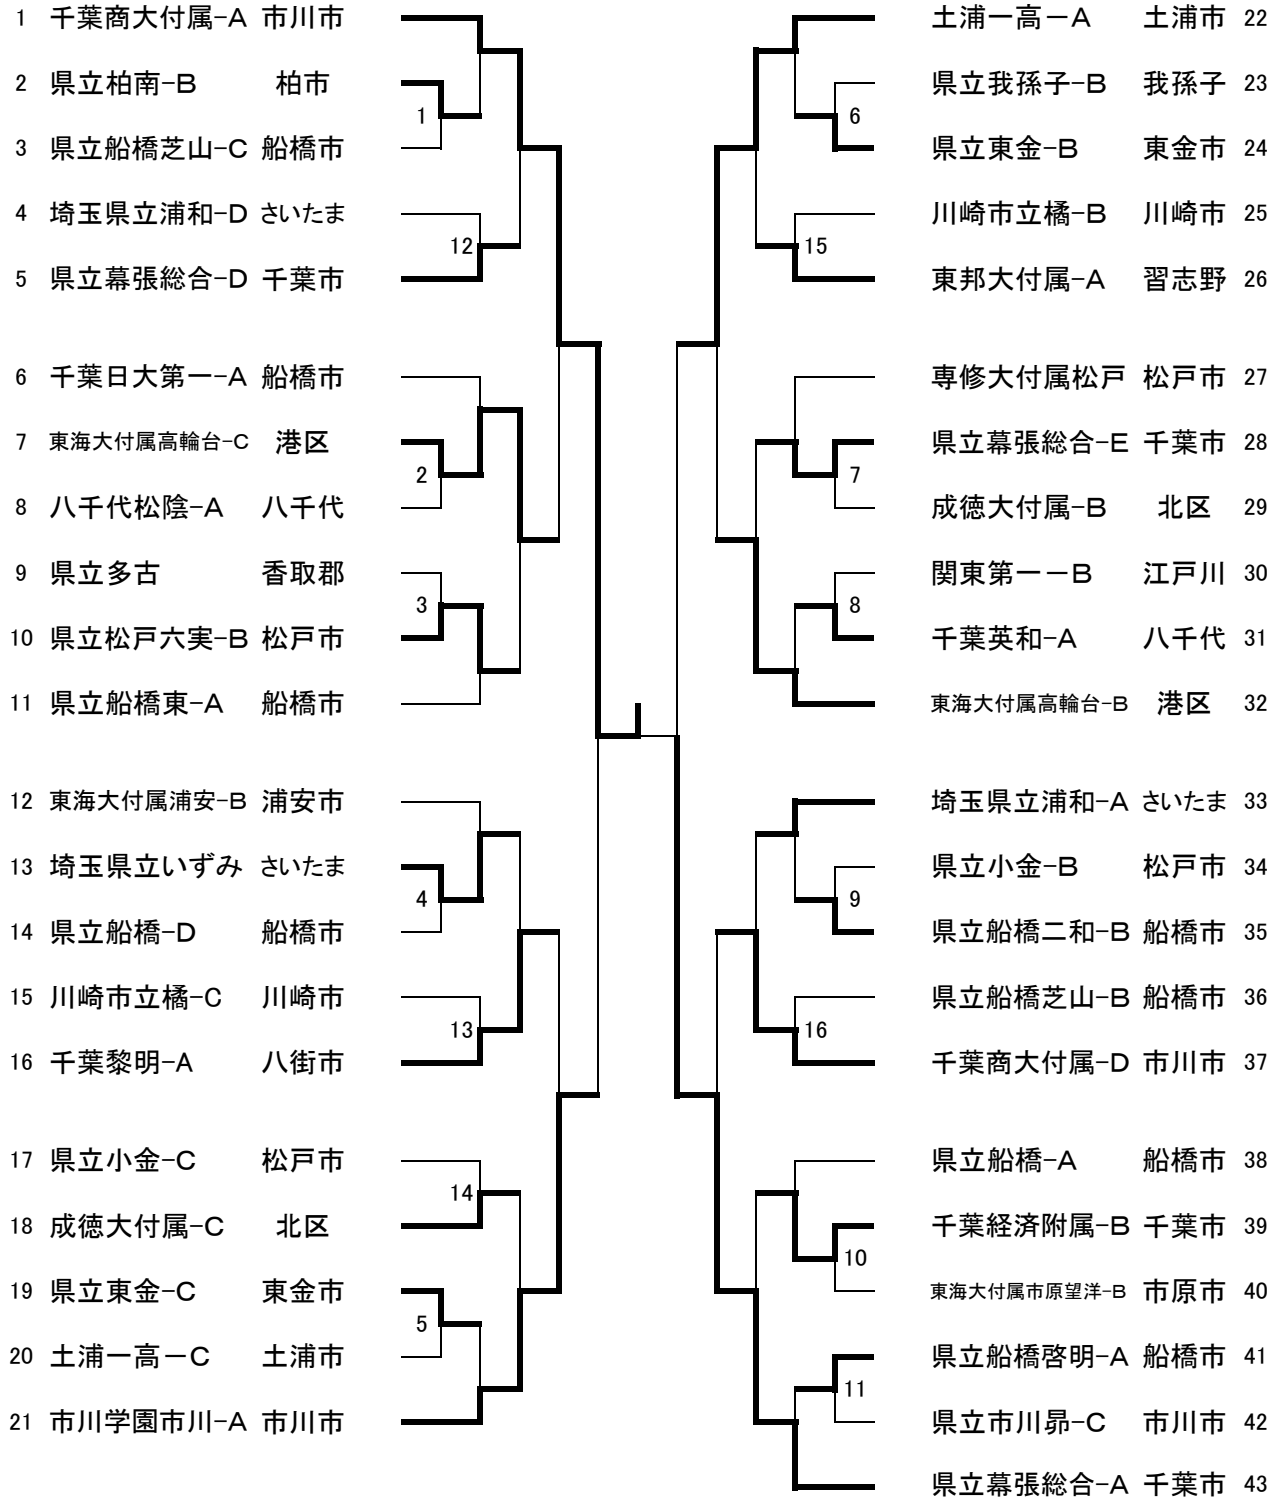 1 千葉商大付属-A 市川市
2 県立柏南-B 柏市
1
3 県立船橋芝山-C 船橋市
4 埼玉県立浦和-D さいたま
12
5 県立幕張総合-D 千葉市
6 千葉日大第一-A 船橋市
7 東海大付属高輪台-C 港区
2
8 八千代松陰-A 八千代
9 県立多古 香取郡
3
10 県立松戸六実-B 松戸市
11 県立船橋東-A 船橋市
12 東海大付属浦安-B 浦安市
13 埼玉県立いずみ さいたま
4
14 県立船橋-D 船橋市
15 川崎市立橘-C 川崎市
13
16 千葉黎明-A 八街市
17 県立小金-C 松戸市
14
18 成徳大付属-C 北区
19 県立東金-C 東金市
5
20 土浦一高－C 土浦市
21 市川学園市川-A 市川市
土浦一高－A 土浦市 22
県立我孫子-B 我孫子 23
6
県立東金-B 東金市 24
川崎市立橘-B 川崎市 25
15
東邦大付属-A 習志野 26
専修大付属松戸 松戸市 27
県立幕張総合-E 千葉市 28
7
成徳大付属-B 北区 29
関東第一－B 江戸川 30
8
千葉英和-A 八千代 31
東海大付属高輪台-B 港区 32
埼玉県立浦和-A さいたま 33
県立小金-B 松戸市 34
9
県立船橋二和-B 船橋市 35
県立船橋芝山-B 船橋市 36
16
千葉商大付属-D 市川市 37
県立船橋-A 船橋市 38
千葉経済附属-B 千葉市 39
10
東海大付属市原望洋-B 市原市 40
県立船橋啓明-A 船橋市 41
11
県立市川昴-C 市川市 42
県立幕張総合-A 千葉市 43